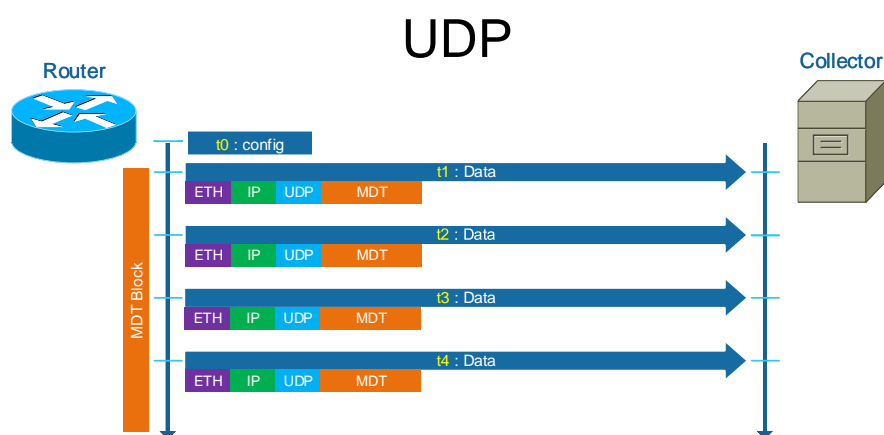 UDP
Router
Collector
t0 : config
t1 : Data
ETH IP UDP MDT
t2 : Data
ETH IP UDP MDT
t3 : Data
ETH IP UDP MDT
t4 : Data
ETH IP UDP MDT
MDT Block